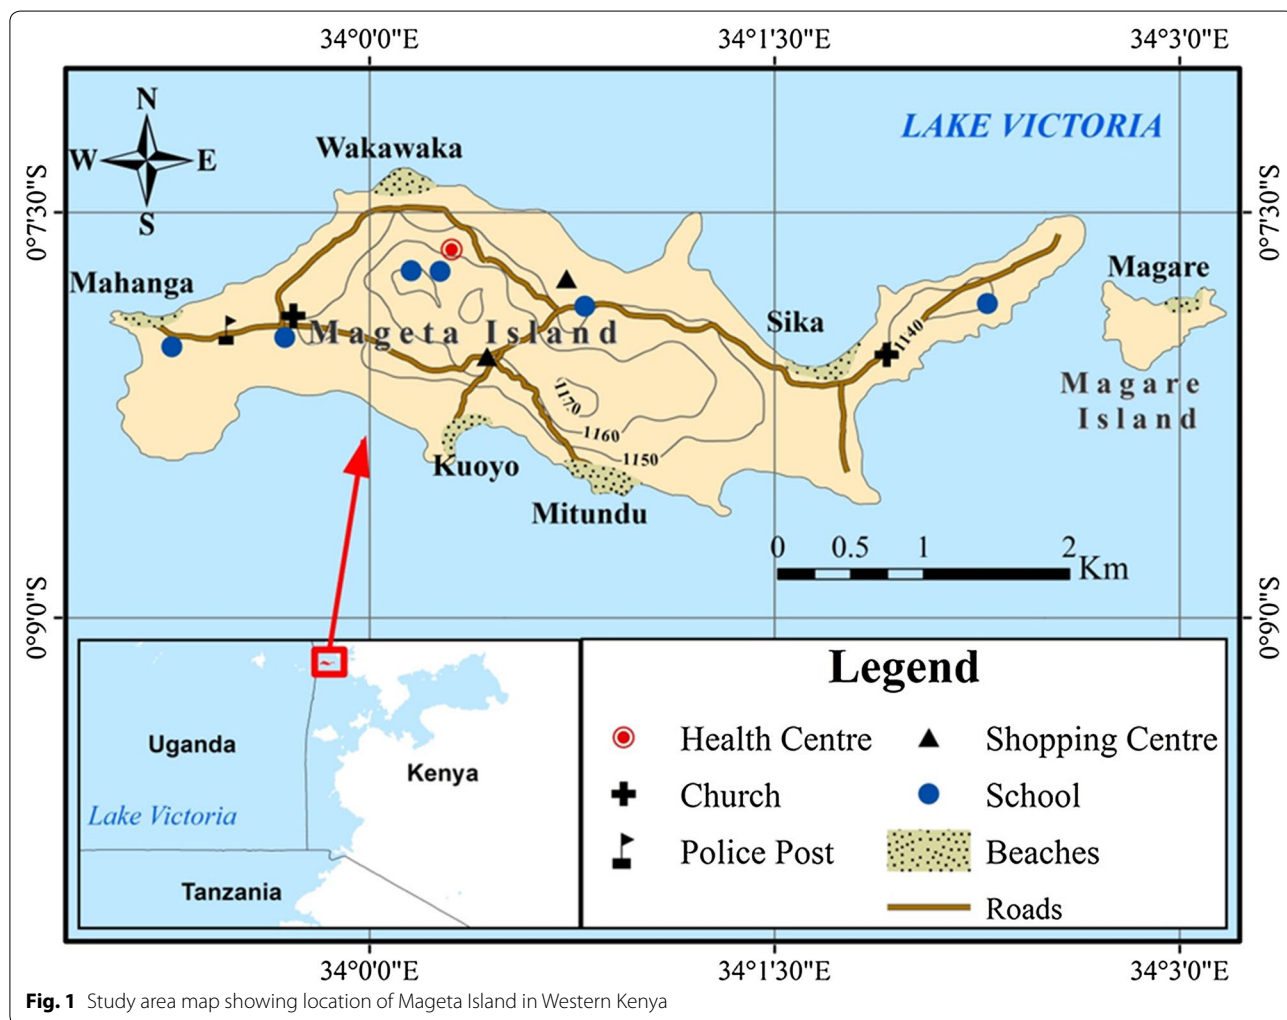 34°0'0"E
34°1'30"E
34°3'0"E
N
W
E
S
LAKE VICTORIA
Wakawaka
0°7'30"S
0°7'30"S
Mahanga
Magare
Sika
Mageta Island
1140
Magare
Island
1170
1160
1150
Kuoyo
Mitundu
0
0.5
1
2
Km
0°9'0"S
0°9'0"S
Uganda
Kenya
Lake Victoria
Tanzania
Legend
Health Centre
Shopping Centre
Church
School
Police Post
Beaches
Roads
34°0'0"E
34°1'30"E
34°3'0"E
Fig. 1 Study area map showing location of Mageta Island in Western Kenya